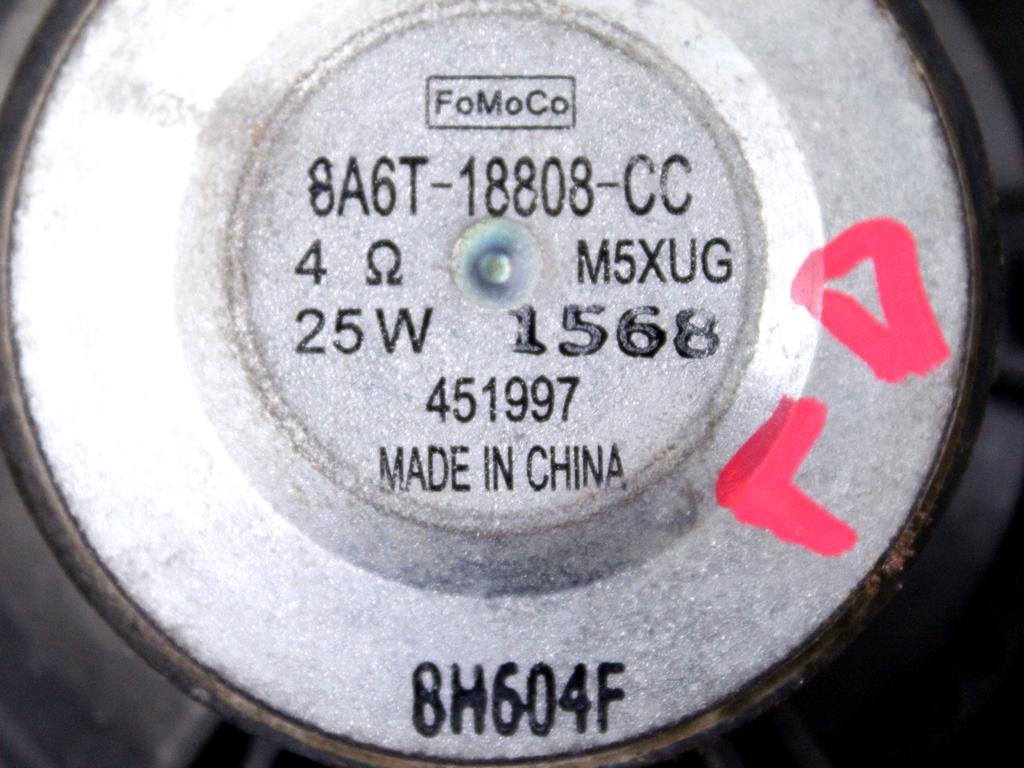 FoMoCo
8A6T-18808-CC
4 Ω M5XUG
25W 1568
451997
MADE IN CHINA
8H604F